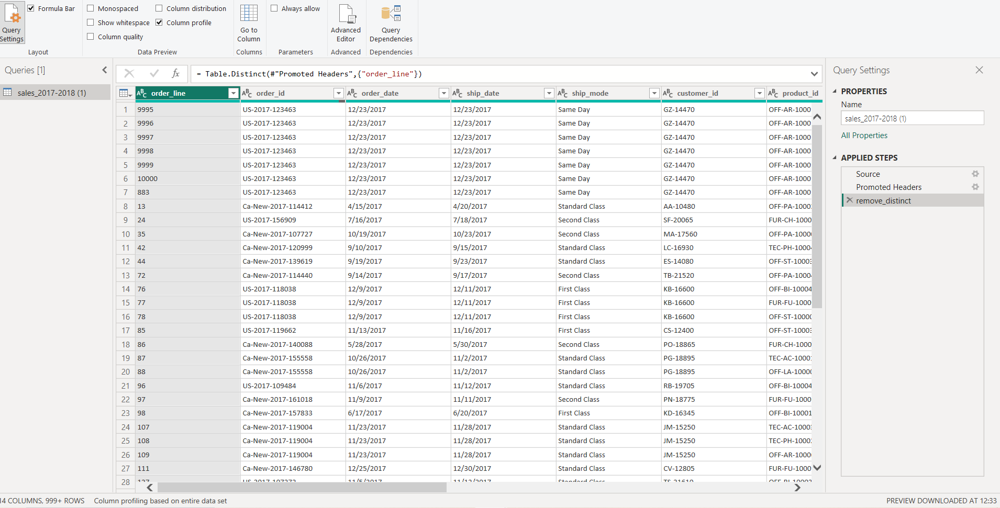 Query Settings
Formula Bar
Layout
Monospaced
Show whitespace
Column quality
Column distribution
Column profile
Data Preview
Go to Column
Columns
Always allow
Parameters
Advanced Editor
Advanced
Query Dependencies
Dependencies
Queries [1]
sales_2017-2018 (1)
fx
= Table.Distinct(#"Promoted Headers",{"order_line"})
order_line order_id order_date ship_date ship_mode customer_id product_id
1 9995 US-2017-123463 12/23/2017 12/23/2017 Same Day GZ-14470 OFF-AR-1000
2 9996 US-2017-123463 12/23/2017 12/23/2017 Same Day GZ-14470 OFF-AR-1000
3 9997 US-2017-123463 12/23/2017 12/23/2017 Same Day GZ-14470 OFF-AR-1000
4 9998 US-2017-123463 12/23/2017 12/23/2017 Same Day GZ-14470 OFF-AR-1000
5 9999 US-2017-123463 12/23/2017 12/23/2017 Same Day GZ-14470 OFF-AR-1000
6 10000 US-2017-123463 12/23/2017 12/23/2017 Same Day GZ-14470 OFF-AR-1000
7 883 US-2017-123463 12/23/2017 12/23/2017 Same Day GZ-14470 OFF-AR-1000
8 13 Ca-New-2017-114412 4/15/2017 4/20/2017 Standard Class AA-10480 OFF-PA-1000
9 24 US-2017-156909 7/16/2017 7/18/2017 Second Class SF-20065 FUR-CH-1000
10 35 Ca-New-2017-107727 10/19/2017 10/23/2017 Second Class MA-17560 OFF-PA-1000
11 42 Ca-New-2017-120999 9/10/2017 9/15/2017 Standard Class LC-16930 TEC-PH-1000
12 44 Ca-New-2017-139619 9/19/2017 9/23/2017 Standard Class ES-14080 OFF-ST-10003
13 72 Ca-New-2017-114440 9/14/2017 9/17/2017 Second Class TB-21520 OFF-PA-1000
14 76 US-2017-118038 12/9/2017 12/11/2017 First Class KB-16600 OFF-BI-10004
15 77 US-2017-118038 12/9/2017 12/11/2017 First Class KB-16600 FUR-FU-1000
16 78 US-2017-118038 12/9/2017 12/11/2017 First Class KB-16600 OFF-ST-1000
17 85 US-2017-119662 11/13/2017 11/16/2017 First Class CS-12400 OFF-ST-10003
18 86 Ca-New-2017-140088 5/28/2017 5/30/2017 Second Class PO-18865 FUR-CH-1000
19 87 Ca-New-2017-155558 10/26/2017 11/2/2017 Standard Class PG-18895 TEC-AC-1000
20 88 Ca-New-2017-155558 10/26/2017 11/2/2017 Standard Class PG-18895 OFF-LA-1000
21 96 US-2017-109484 11/6/2017 11/12/2017 Standard Class RB-19705 OFF-BI-10004
22 97 Ca-New-2017-161018 11/9/2017 11/11/2017 Second Class PN-18775 FUR-FU-1000
23 98 Ca-New-2017-157833 6/17/2017 6/20/2017 First Class KD-16345 OFF-BI-10001
24 107 Ca-New-2017-119004 11/23/2017 11/28/2017 Standard Class JM-15250 TEC-AC-1000
25 108 Ca-New-2017-119004 11/23/2017 11/28/2017 Standard Class JM-15250 TEC-PH-1000
26 109 Ca-New-2017-119004 11/23/2017 11/28/2017 Standard Class JM-15250 OFF-AR-1000
27 111 Ca-New-2017-146780 12/25/2017 12/30/2017 Standard Class CV-12805 FUR-FU-1000
28
Query Settings
PROPERTIES
Name
sales_2017-2018 (1)
All Properties
APPLIED STEPS
Source
Promoted Headers
remove_distinct
14 COLUMNS, 999+ ROWS Column profiling based on entire data set
PREVIEW DOWNLOADED AT 12:33